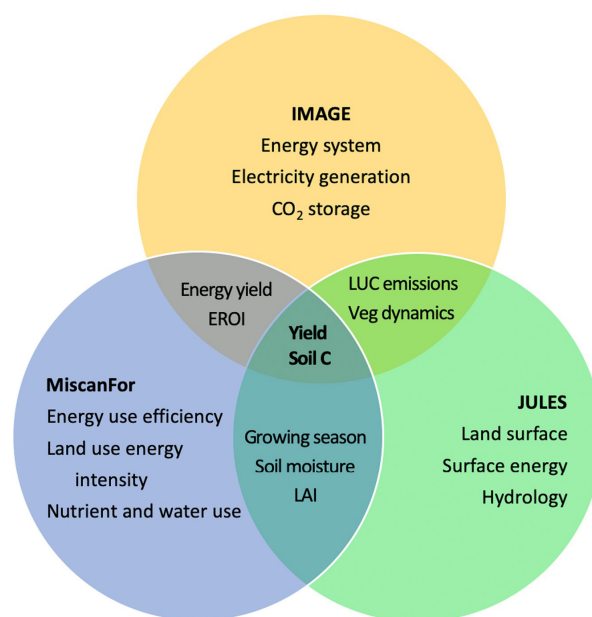 IMAGE
Energy system
Electricity generation
CO₂ storage
Energy yield
EROI
LUC emissions
Veg dynamics
Yield
Soil C
MiscanFor
Energy use efficiency
Land use energy
intensity
Nutrient and water use
Growing season
Soil moisture
LAI
JULES
Land surface
Surface energy
Hydrology